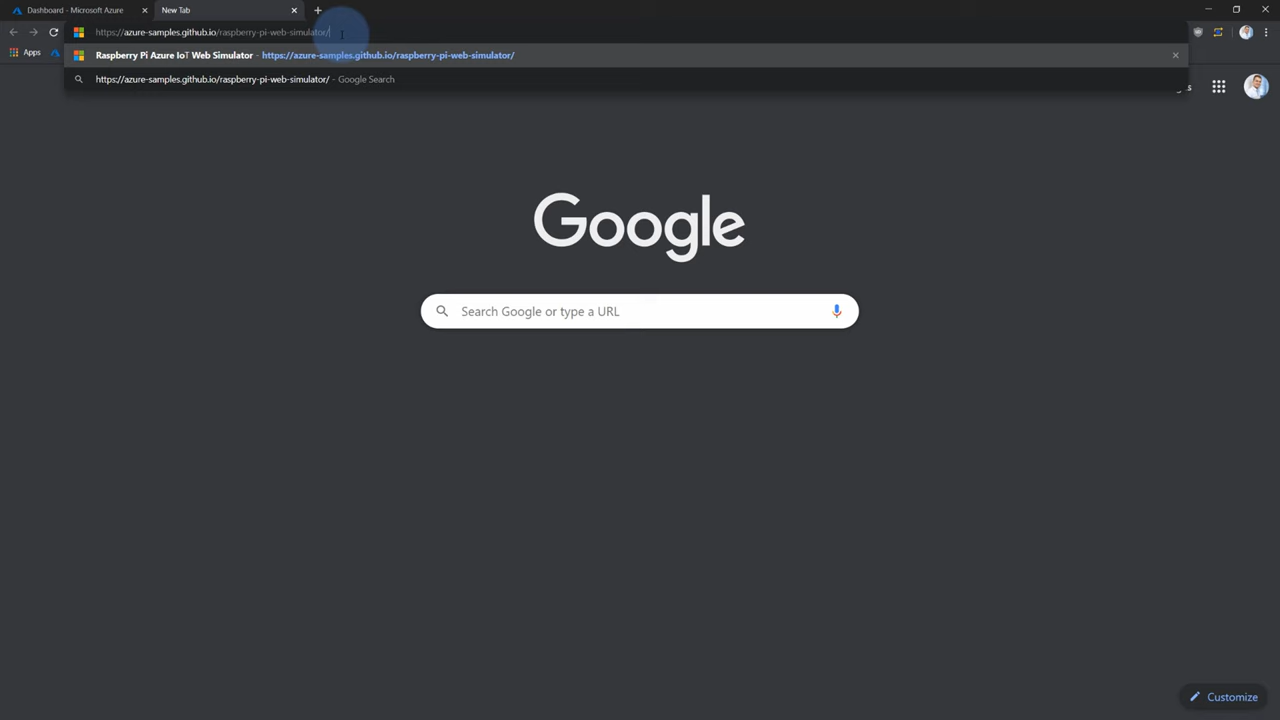 Dashboard - Microsoft Azure
New Tab
https://azure-samples.github.io/raspberry-pi-web-simulator/
Apps
Raspberry Pi Azure IoT Web Simulator - https://azure-samples.github.io/raspberry-pi-web-simulator/
https://azure-samples.github.io/raspberry-pi-web-simulator/ - Google Search
Google
Search Google or type a URL
Customize